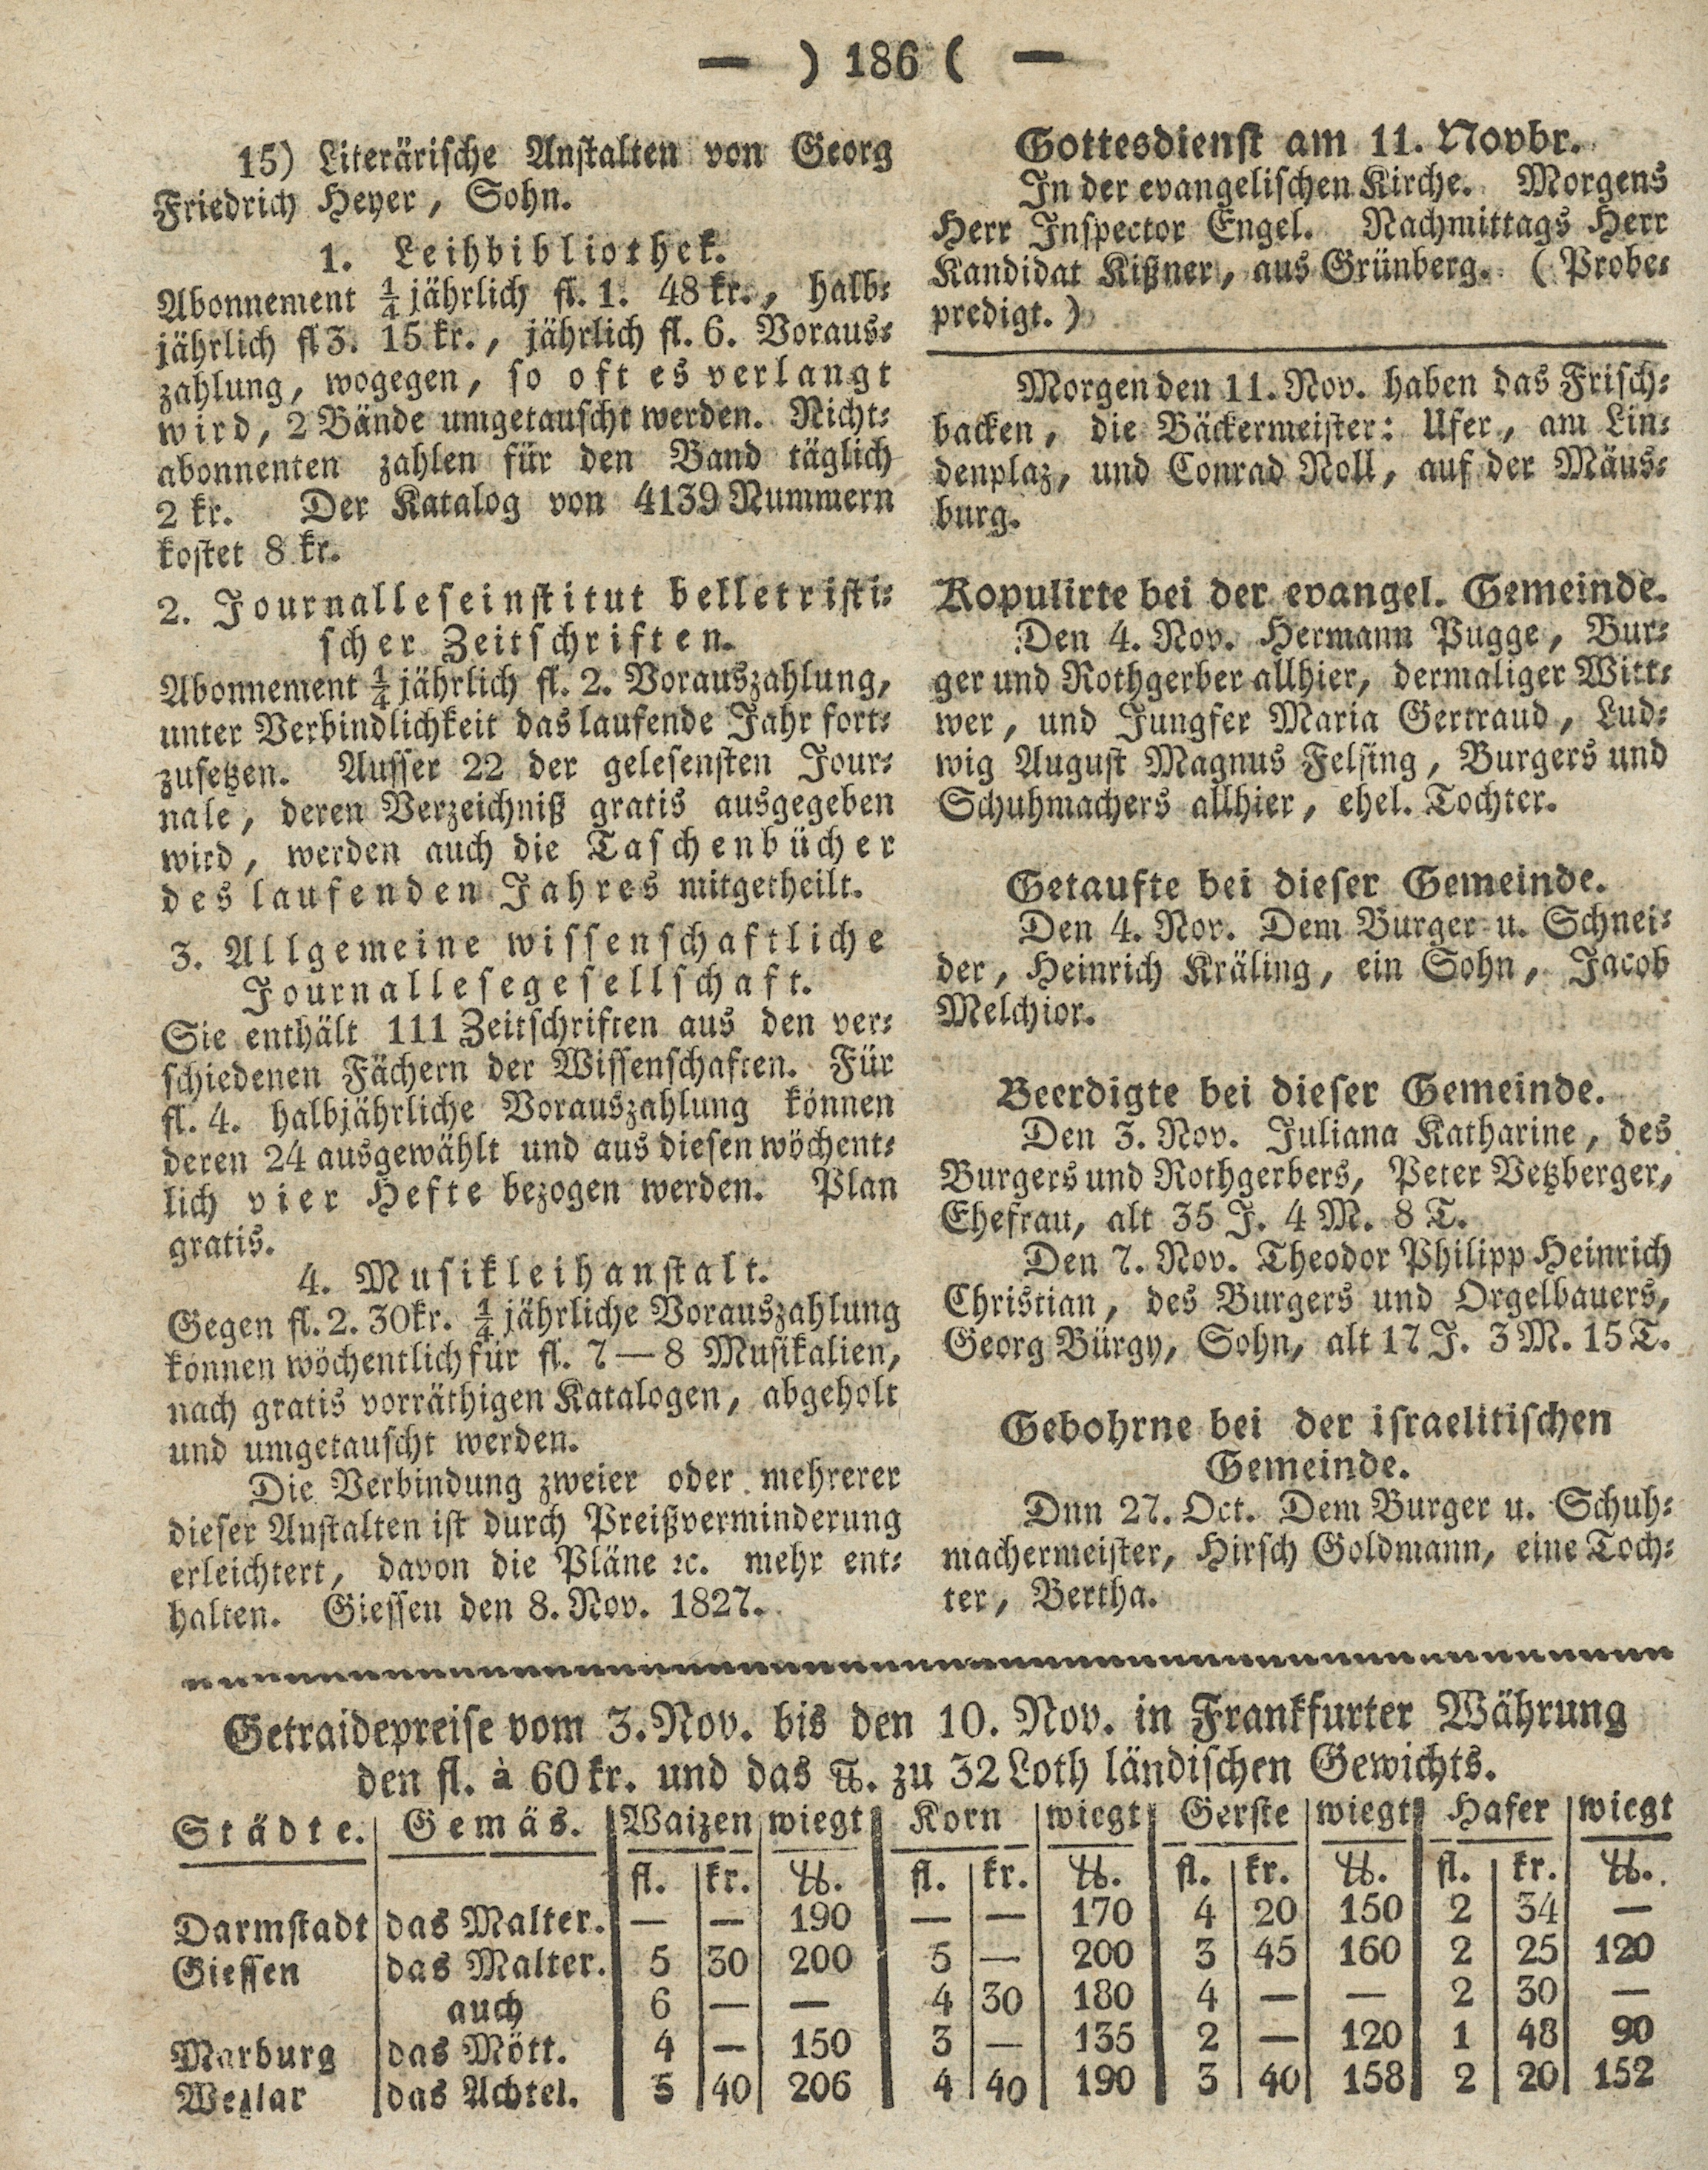 — ) 186 ( —
15) Literärische Anstalten von Georg
Friedrich Heyer, Sohn.
1. Leihbibliothek.
Abonnement ¼ jährlich fl. 1. 48 kr., halb-
jährlich fl 3. 15 kr., jährlich fl. 6. Voraus-
zahlung, wogegen, so oft es verlangt
wird, 2 Bände umgetauscht werden. Nicht-
abonnenten zahlen für den Band täglich
2 kr. Der Katalog von 4139 Nummern
kostet 8 kr.
2. Journalleseinstitut belletristi-
scher Zeitschriften.
Abonnement ¼ jährlich fl. 2. Vorauszahlung,
unter Verbindlichkeit das laufende Jahr fort-
zusetzen. Ausser 22 der gelesensten Jour-
nale, deren Verzeichniß gratis ausgegeben
wird, werden auch die Taschenbücher
des laufenden Jahres mitgetheilt.
3. Allgemeine wissenschaftliche
Journallesegesellschaft.
Sie enthält 111 Zeitschriften aus den ver-
schiedenen Fächern der Wissenschaften. Für
fl. 4. halbjährliche Vorauszahlung können
deren 24 ausgewählt und aus diesen wöchent-
lich vier Hefte bezogen werden. Plan
gratis.
4. Musikleihanstalt.
Gegen fl. 2. 30 kr. ¼ jährliche Vorauszahlung
können wöchentlich für fl. 7—8 Musikalien,
nach gratis vorräthigen Katalogen, abgeholt
und umgetauscht werden.
Die Verbindung zweier oder mehrerer
dieser Anstalten ist durch Preißverminderung
erleichtert, davon die Pläne ꝛc. mehr ent-
halten. Giessen den 8. Nov. 1827.
Gottesdienst am 11. Novbr.
In der evangelischen Kirche. Morgens
Herr Inspector Engel. Nachmittags Herr
Kandidat Kißner, aus Grünberg. (Probe-
predigt.)
Morgen den 11. Nov. haben das Frisch-
backen, die Bäckermeister: Ufer, am Lin-
denplaz, und Conrad Noll, auf der Mäus-
burg.
Kopulirte bei der evangel. Gemeinde.
Den 4. Nov. Hermann Pugge, Bur-
ger und Rothgerber allhier, dermaliger Witt-
wer, und Jungfer Maria Gertraud, Lud-
wig August Magnus Felsing, Burgers und
Schuhmachers allhier, ehel. Tochter.
Getaufte bei dieser Gemeinde.
Den 4. Nov. Dem Burger u. Schnei-
der, Heinrich Kräling, ein Sohn, Jacob
Melchior.
Beerdigte bei dieser Gemeinde.
Den 3. Nov. Juliana Katharine, des
Burgers und Rothgerbers, Peter Vetzberger,
Ehefrau, alt 35 J. 4 M. 8 T.
Den 7. Nov. Theodor Philipp Heinrich
Christian, des Burgers und Orgelbauers,
Georg Bürgy, Sohn, alt 17 J. 3 M. 15 T.
Gebohrne bei der israelitischen
Gemeinde.
Dnn 27. Oct. Dem Burger u. Schuh-
machermeister, Hirsch Goldmann, eine Toch-
ter, Bertha.
Getraidepreise vom 3. Nov. bis den 10. Nov. in Frankfurter Währung
den fl. à 60 kr. und das ℔. zu 32 Loth ländischen Gewichts.
Städte. Gemäs. Waizen wiegt Korn wiegt Gerste wiegt Hafer wiegt
fl. kr. ℔. fl. kr. ℔. fl. kr. ℔. fl. kr. ℔.
Darmstadt das Malter. — — 190 — — 170 4 20 150 2 34 —
Giessen das Malter. 5 30 200 5 — 200 3 45 160 2 25 120
auch 6 — — 4 30 180 4 — — 2 30 —
Marburg das Mött. 4 — 150 3 — 135 2 — 120 1 48 90
Wezlar das Achtel. 5 40 206 4 40 190 3 40 158 2 20 152